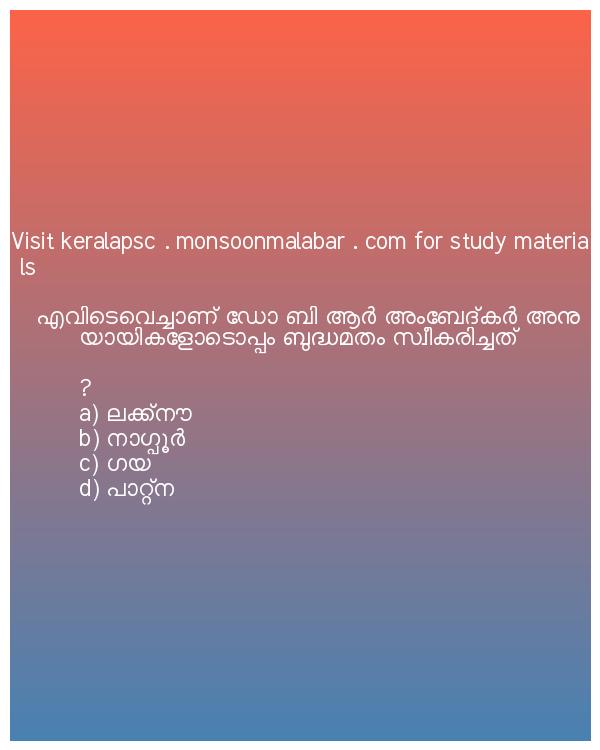 Visit keralapsc . monsoonmalabar . com for study materia
ls
എവിടെവെച്ചാണ് ഡോ ബി ആർ അംബേദ്കർ അനു
യായികളോടൊപ്പം ബുദ്ധമതം സ്വീകരിച്ചത്
?
a) ലക്ക്നൗ
b) നാഗ്പൂർ
c) ഗയ
d) പാറ്റ്ന